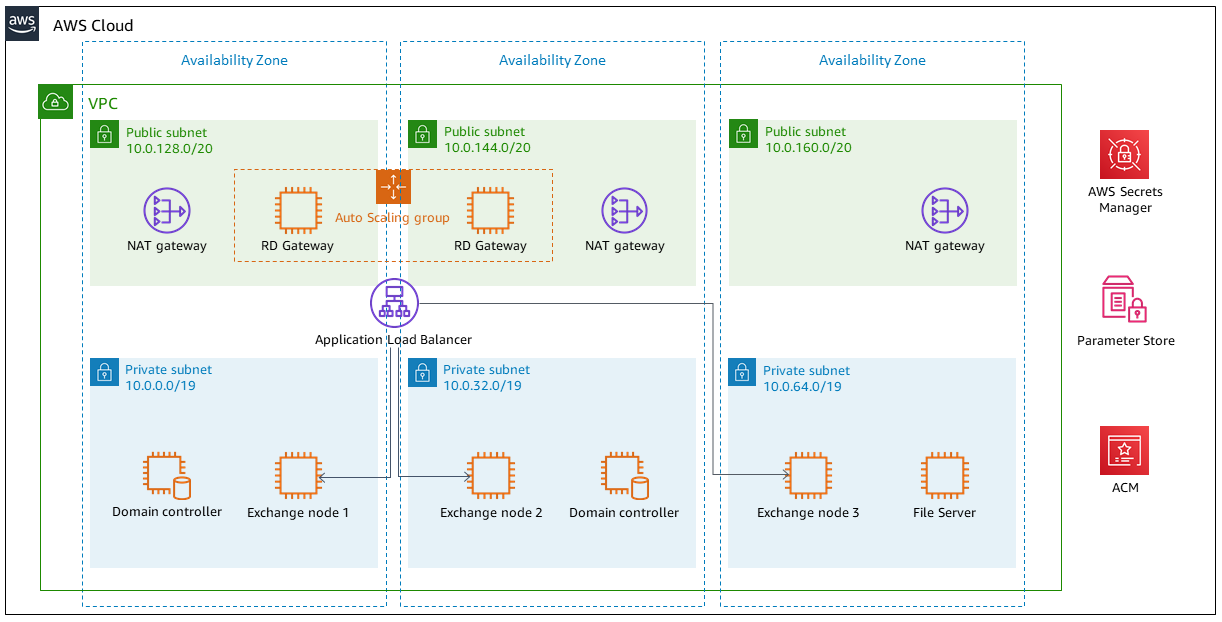 aws
AWS Cloud
Availability Zone
Availability Zone
Availability Zone
VPC
Public subnet
10.0.128.0/20
Public subnet
10.0.144.0/20
Public subnet
10.0.160.0/20
NAT gateway
RD Gateway
Auto Scaling group
RD Gateway
NAT gateway
NAT gateway
AWS Secrets
Manager
Application Load Balancer
Parameter Store
Private subnet
10.0.0.0/19
Private subnet
10.0.32.0/19
Private subnet
10.0.64.0/19
Domain controller
Exchange node 1
Exchange node 2
Domain controller
Exchange node 3
File Server
ACM